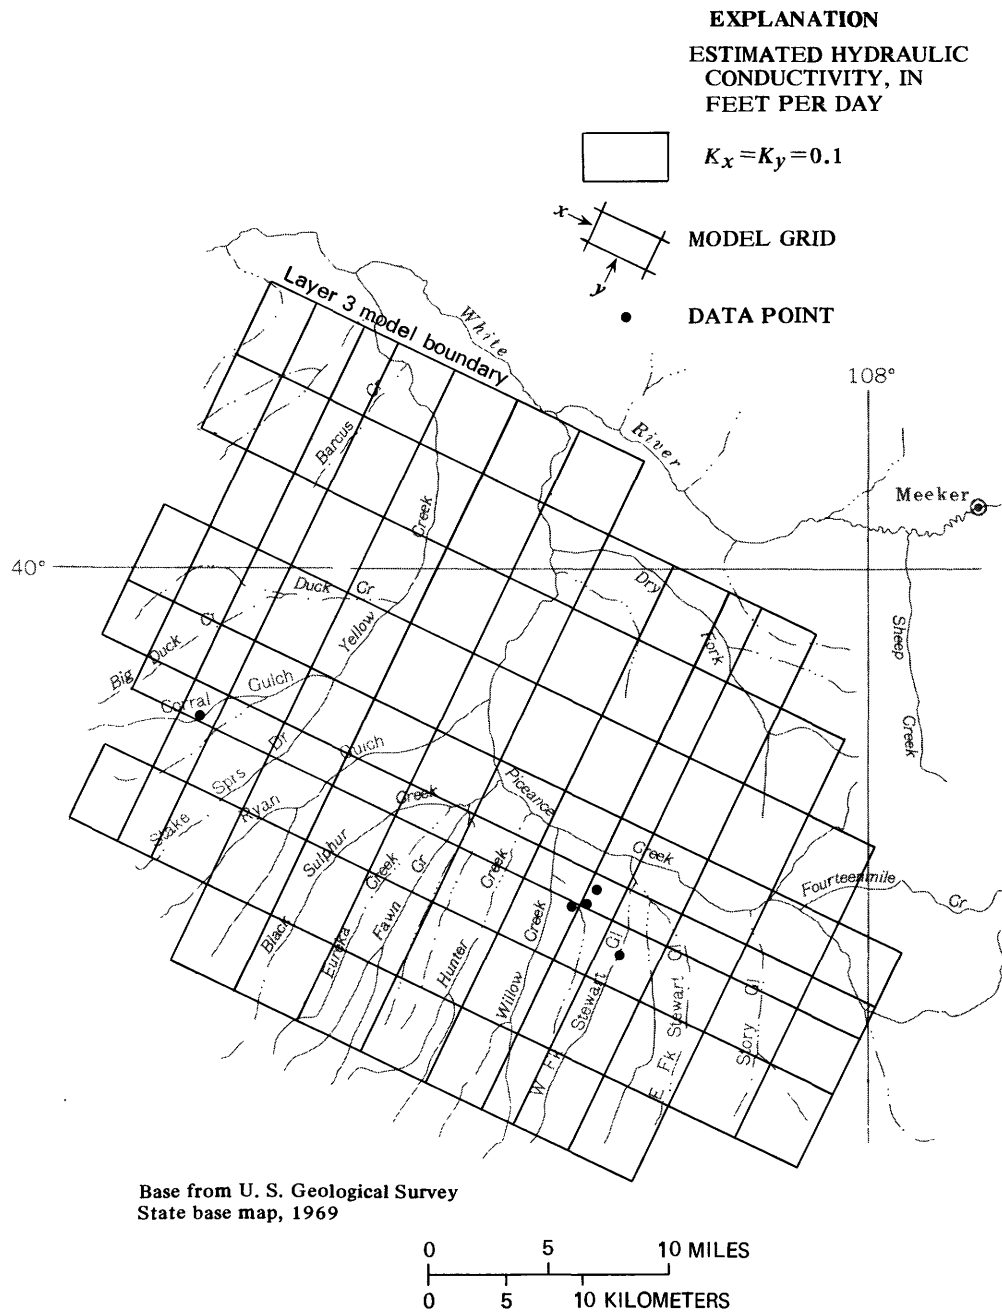 EXPLANATION
ESTIMATED HYDRAULIC
CONDUCTIVITY, IN
FEET PER DAY
Kx=Ky=0.1
x
MODEL GRID
y
DATA POINT
Layer 3 model boundary
White
River
108°
Meeker
Barcus Cr
Creek
40°
Duck Cr
Yellow
Dry
Fork
Sheep
Creek
Big Duck Cr
Corral Gulch
Stake Sprs Dr
Ryan Gulch
Piceance
Creek
Black Sulphur Creek
Eureka Creek
Fawn Cr
Hunter Creek
Willow Creek
W Fk Stewart Gl
E Fk Stewart Gl
Story Gl
Fourteenmile
Cr
Base from U. S. Geological Survey
State base map, 1969
0 5 10 MILES
0 5 10 KILOMETERS